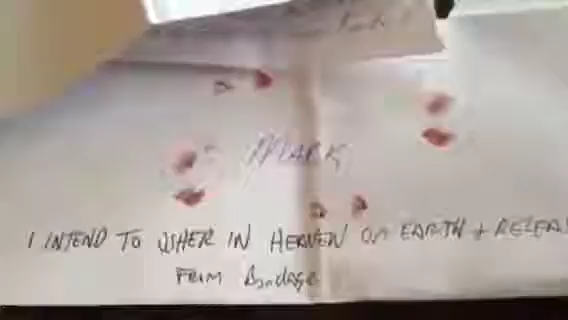 MARK
I INTEND TO USHER IN HEAVEN ON EARTH + RELEAS
FROM Bondage